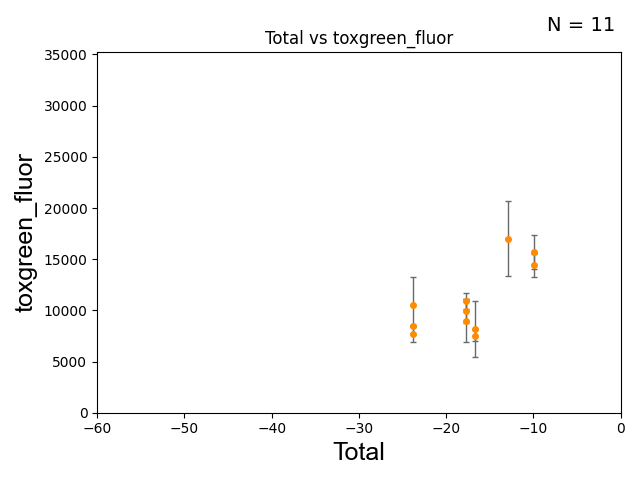 N = 11
Total vs toxgreen_fluor
35000
30000
25000
20000
15000
10000
5000
0
toxgreen_fluor
−60 −50 −40 −30 −20 −10 0
Total